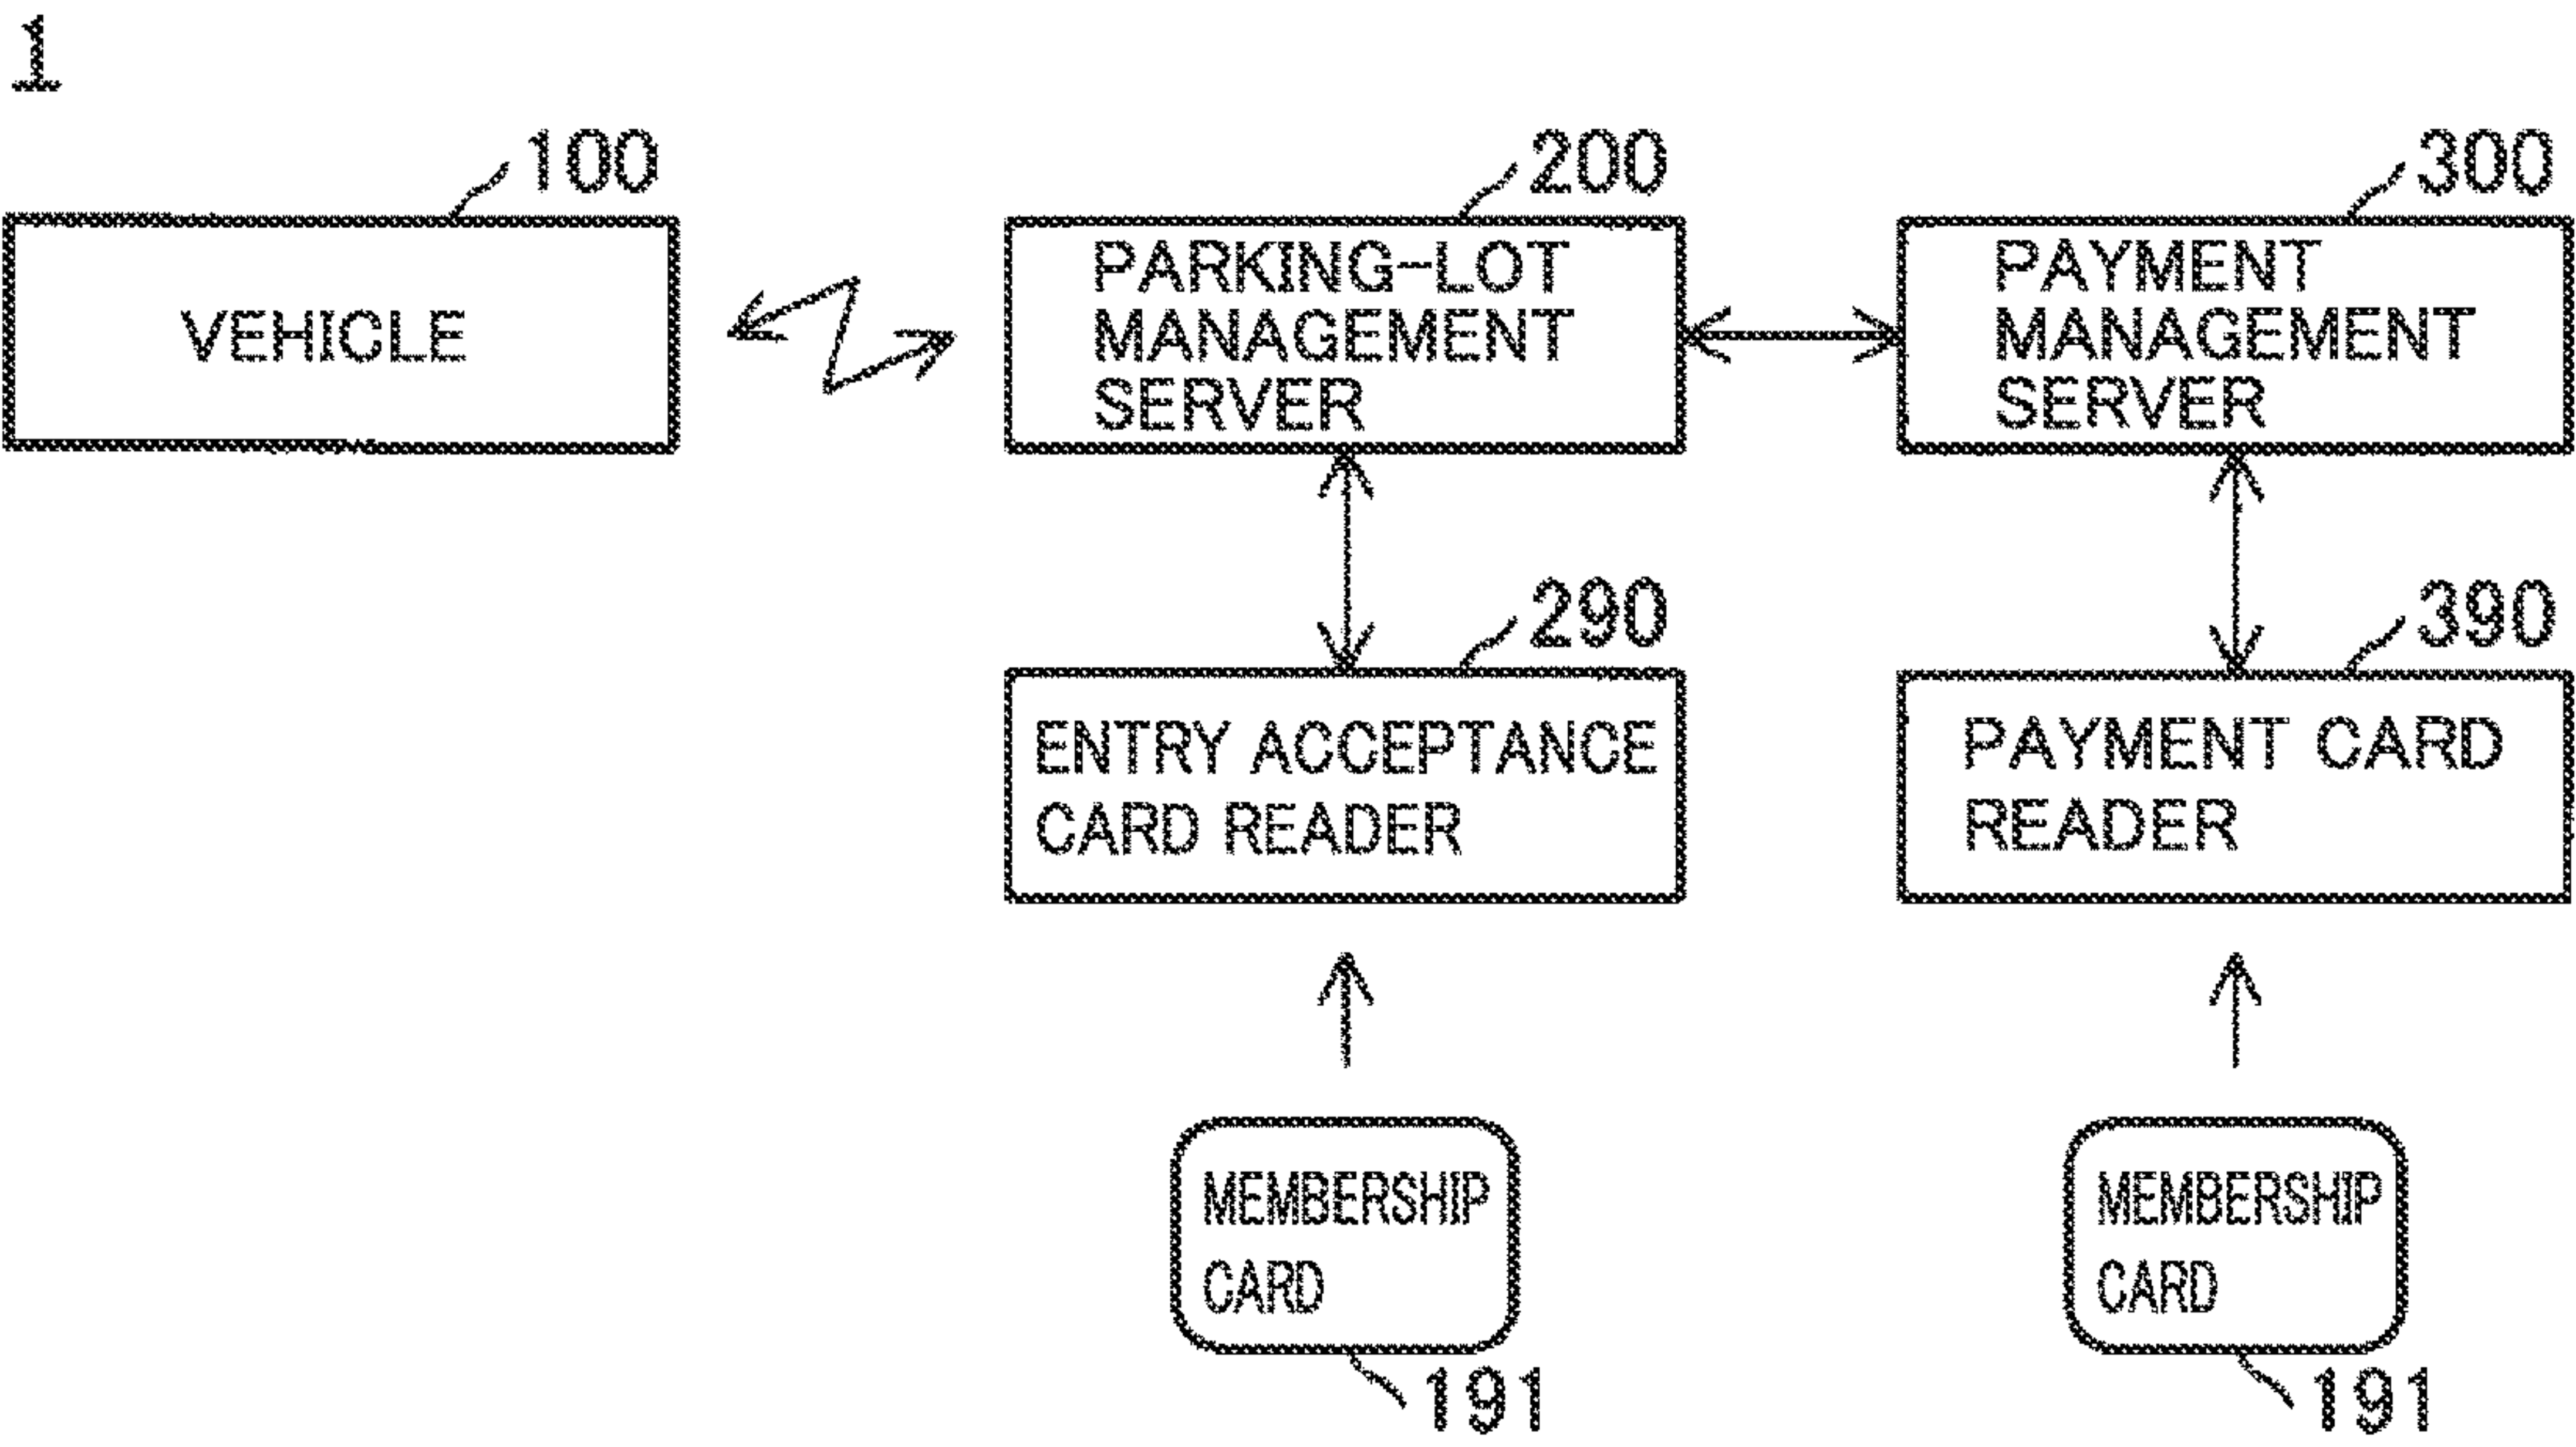 1
100
VEHICLE
200
PARKING-LOT
MANAGEMENT
SERVER
300
PAYMENT
MANAGEMENT
SERVER
290
ENTRY ACCEPTANCE
CARD READER
390
PAYMENT CARD
READER
MEMBERSHIP
CARD
191
MEMBERSHIP
CARD
191